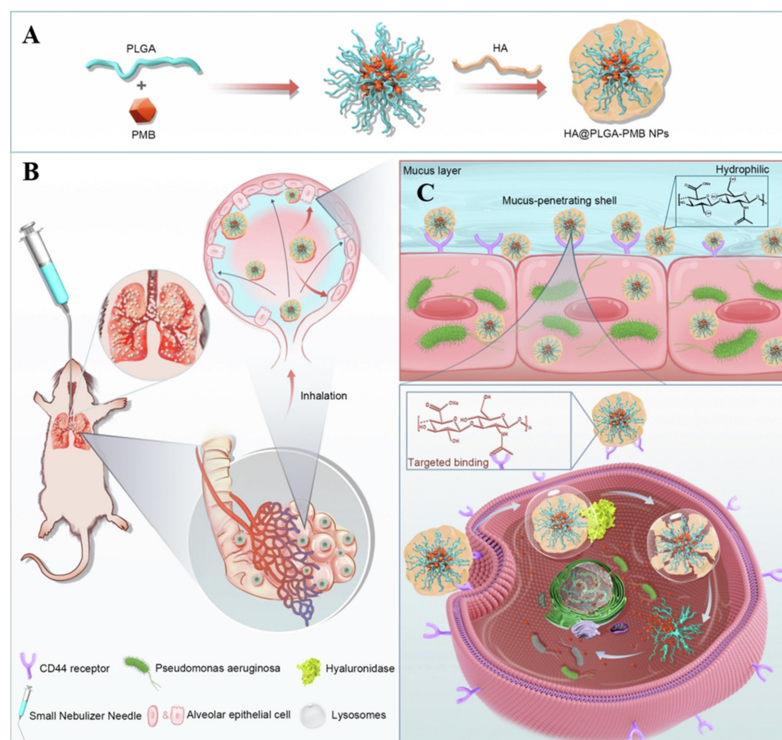 A
PLGA
+
PMB
HA
HA@PLGA-PMB NPs
B
Inhalation
CD44 receptor
Pseudomonas aeruginosa
Hyaluronidase
Small Nebulizer Needle
&
Alveolar epithelial cell
Lysosomes
Mucus layer
C
Mucus-penetrating shell
Hydrophilic
Targeted binding